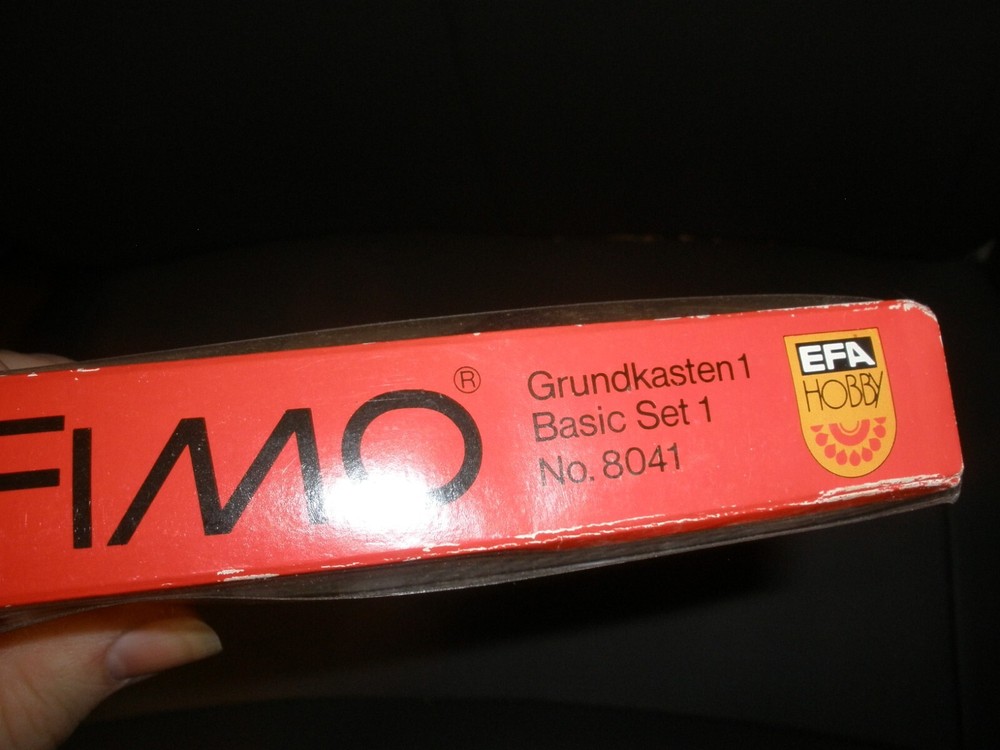 FIMO®
Grundkasten 1
Basic Set 1
No. 8041
EFA
HOBBY